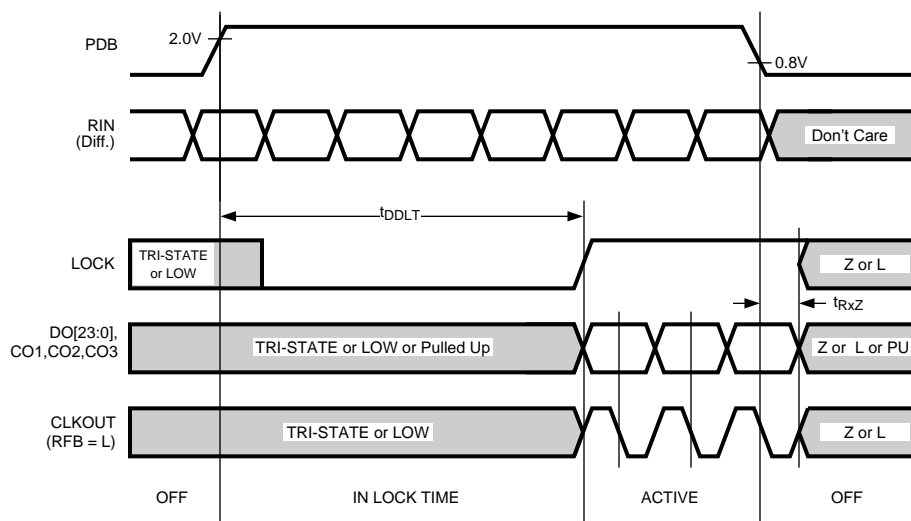 PDB
2.0V
0.8V
RIN
(Diff.)
Don't Care
tDDLT
LOCK
TRI-STATE
or LOW
Z or L
tRxZ
DO[23:0],
CO1,CO2,CO3
TRI-STATE or LOW or Pulled Up
Z or L or PU
CLKOUT
(RFB = L)
TRI-STATE or LOW
Z or L
OFF
IN LOCK TIME
ACTIVE
OFF